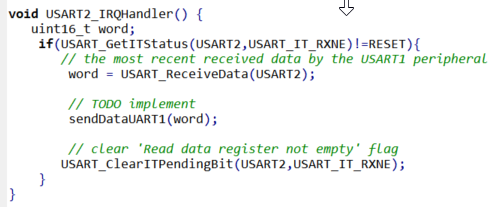 void USART2_IRQHandler() {
uint16_t word;
if(USART_GetITStatus(USART2,USART_IT_RXNE)!=RESET){
// the most recent received data by the USART1 peripheral
word = USART_ReceiveData(USART2);
// TODO implement
sendDataUART1(word);
// clear 'Read data register not empty' flag
USART_ClearITPendingBit(USART2,USART_IT_RXNE);
}
}